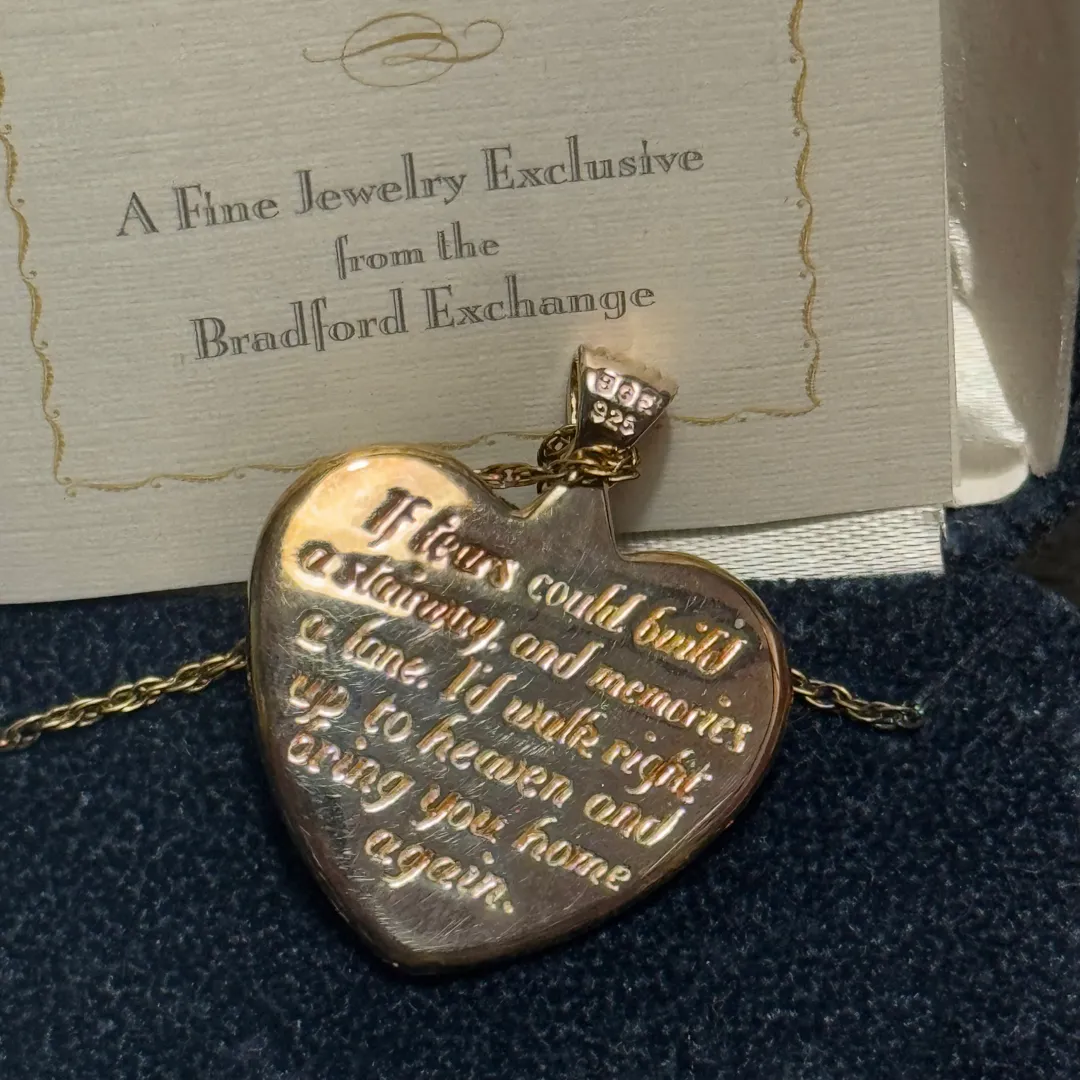 A Fine Jewelry Exclusive
from the
Bradford Exchange
925
If tears could build
a stairway, and memories
a lane. I'd walk right
up to heaven and
bring you home
again.